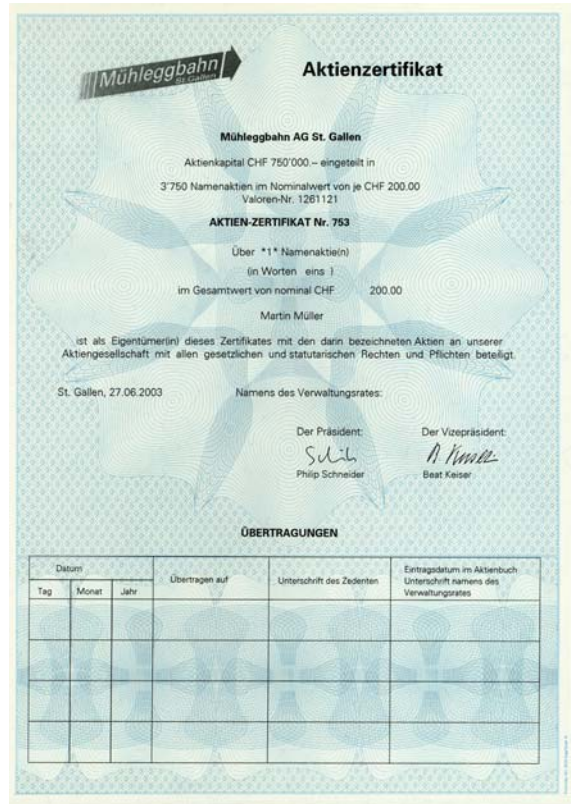 Mühleggbahn
St.Gallen
Aktienzertifikat
Mühleggbahn AG St. Gallen
Aktienkapital CHF 750'000.– eingeteilt in
3'750 Namenaktien im Nominalwert von je CHF 200.00
Valoren-Nr. 1261121
AKTIEN-ZERTIFIKAT Nr. 753
Über *1* Namenaktie(n)
(in Worten eins )
im Gesamtwert von nominal CHF 200.00
Martin Müller
ist als Eigentümer(in) dieses Zertifikates mit den darin bezeichneten Aktien an unserer
Aktiengesellschaft mit allen gesetzlichen und statutarischen Rechten und Pflichten beteiligt.
St. Gallen, 27.06.2003 Namens des Verwaltungsrates:
Der Präsident: Der Vizepräsident:
Philip Schneider Beat Keiser
ÜBERTRAGUNGEN
Datum
Tag Monat Jahr
Übertragen auf
Unterschrift des Zedenten
Eintragsdatum im Aktienbuch
Unterschrift namens des
Verwaltungsrates